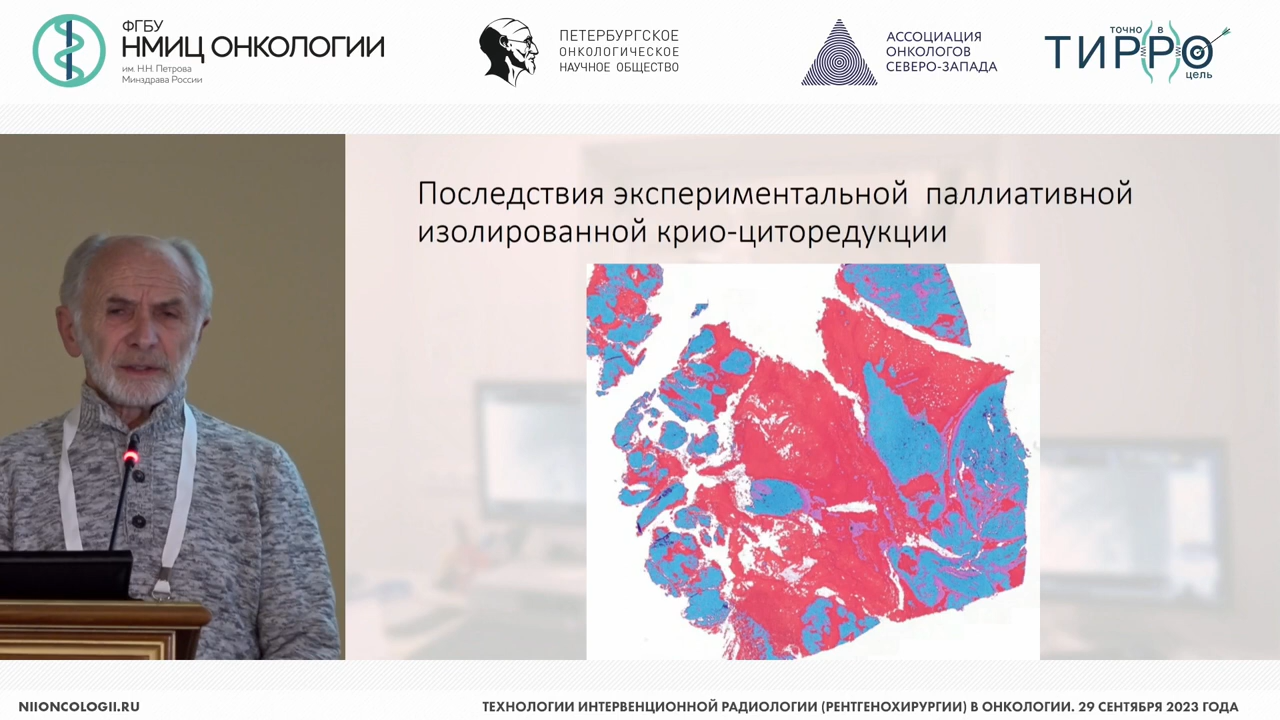 ФГБУ
НМИЦ ОНКОЛОГИИ
им. Н.Н. Петрова
Минздрава России
ПЕТЕРБУРГСКОЕ
ОНКОЛОГИЧЕСКОЕ
НАУЧНОЕ ОБЩЕСТВО
АССОЦИАЦИЯ
ОНКОЛОГОВ
СЕВЕРО-ЗАПАДА
ТОЧНО В
ТИРРО
цель
Последствия экспериментальной паллиативной
изолированной крио-циторедукции
NIIONCOLOGII.RU
ТЕХНОЛОГИИ ИНТЕРВЕНЦИОННОЙ РАДИОЛОГИИ (РЕНТГЕНОХИРУРГИИ) В ОНКОЛОГИИ. 29 СЕНТЯБРЯ 2023 ГОДА